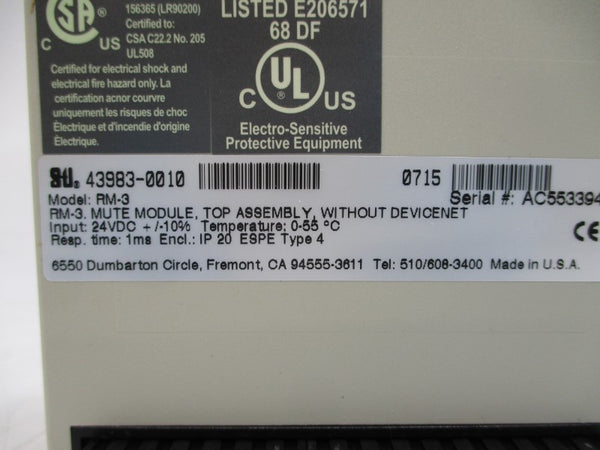 156365 (LR90200)
Certified to:
CSA C22.2 No. 205
UL508
C US
Certified for electrical shock and
electrical fire hazard only. La
certification acnor couvre
uniquement les risques de choc
Électrique et d'incendie d'origine
Électrique.
LISTED E206571
68 DF
C UL US
Electro-Sensitive
Protective Equipment
STI 43983-0010 0715
Model: RM-3 Serial #: AC553394
RM-3. MUTE MODULE, TOP ASSEMBLY, WITHOUT DEVICENET
Input: 24VDC +/-10% Temperature: 0-55 °C
Resp. time: 1ms Encl.: IP 20 ESPE Type 4
CE
6550 Dumbarton Circle, Fremont, CA 94555-3611 Tel: 510/608-3400 Made in U.S.A.